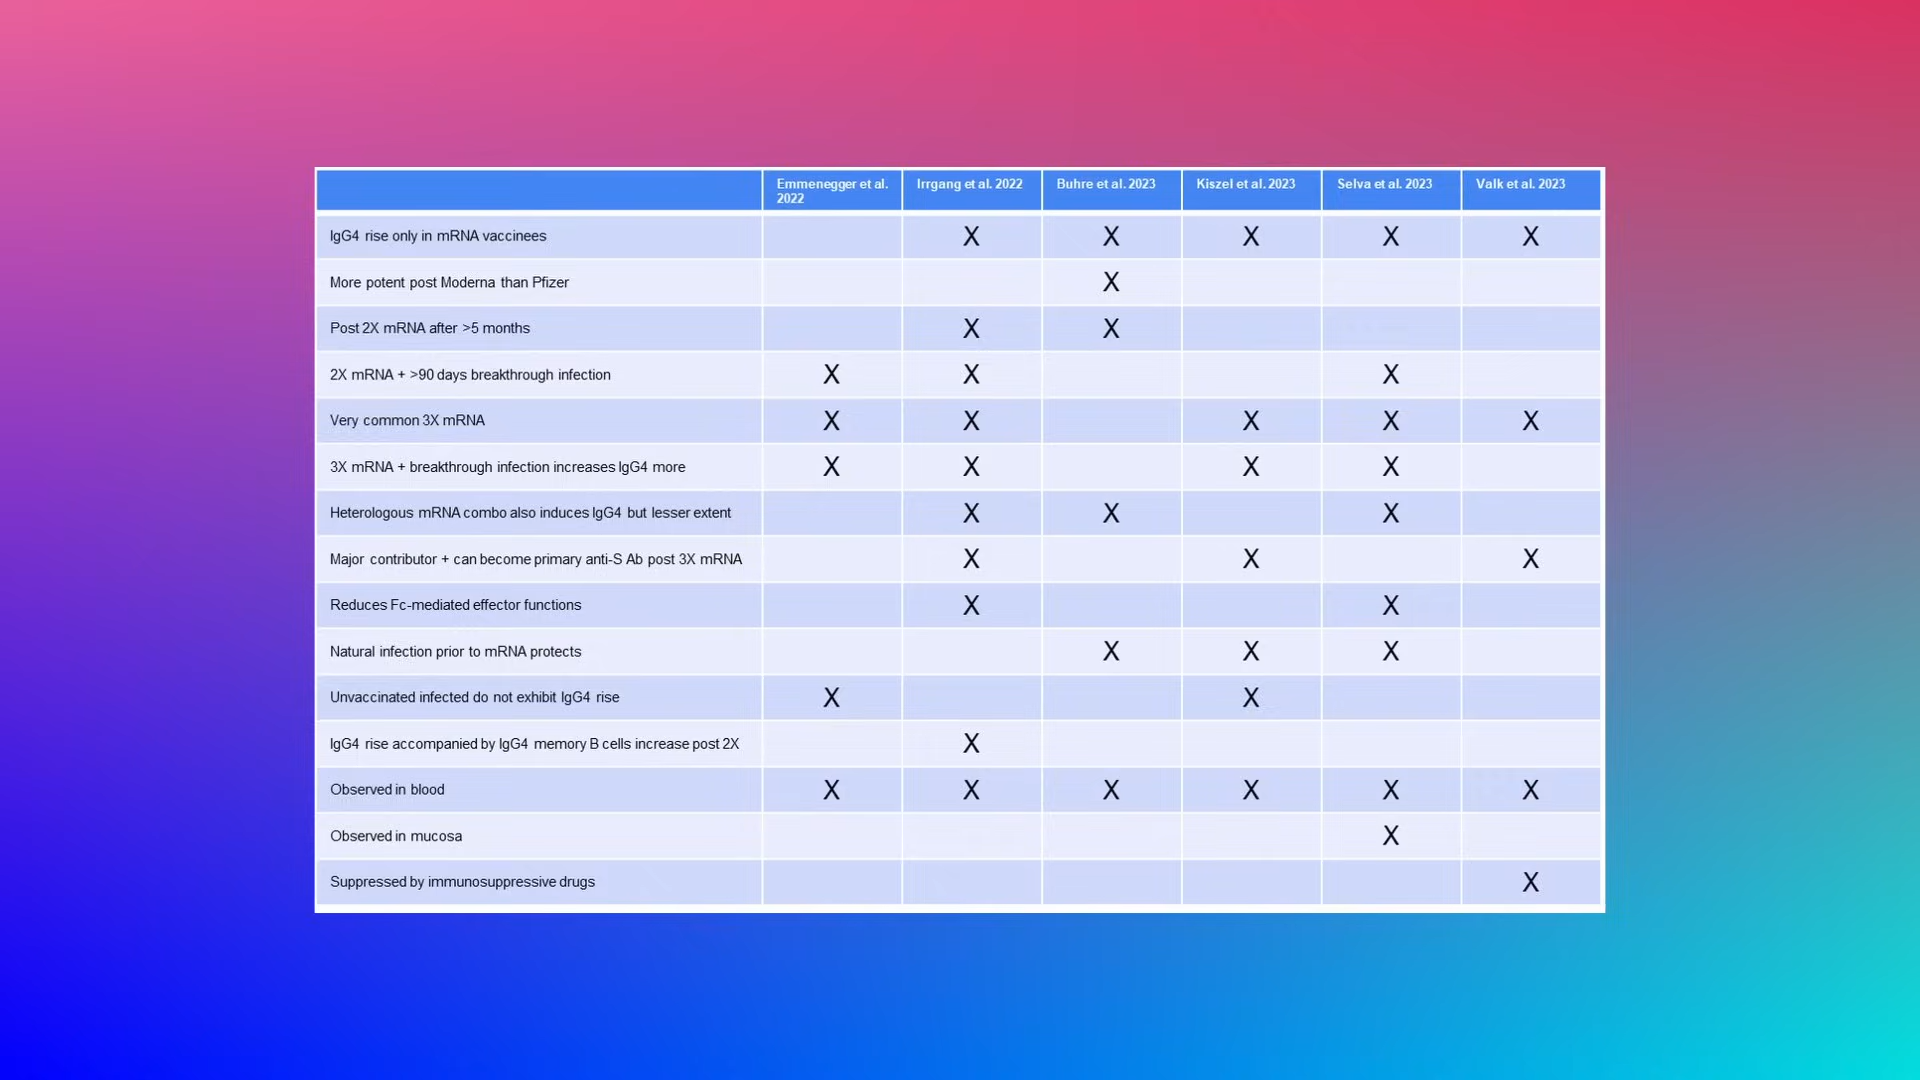 Emmenegger et al. 2022 Irrgang et al. 2022 Buhre et al. 2023 Kiszel et al. 2023 Selva et al. 2023 Valk et al. 2023
IgG4 rise only in mRNA vaccinees X X X X X
More potent post Moderna than Pfizer X
Post 2X mRNA after >5 months X X
2X mRNA + >90 days breakthrough infection X X X
Very common 3X mRNA X X X X X
3X mRNA + breakthrough infection increases IgG4 more X X X X
Heterologous mRNA combo also induces IgG4 but lesser extent X X X
Major contributor + can become primary anti-S Ab post 3X mRNA X X X
Reduces Fc-mediated effector functions X X
Natural infection prior to mRNA protects X X X
Unvaccinated infected do not exhibit IgG4 rise X X
IgG4 rise accompanied by IgG4 memory B cells increase post 2X X
Observed in blood X X X X X X
Observed in mucosa X
Suppressed by immunosuppressive drugs X